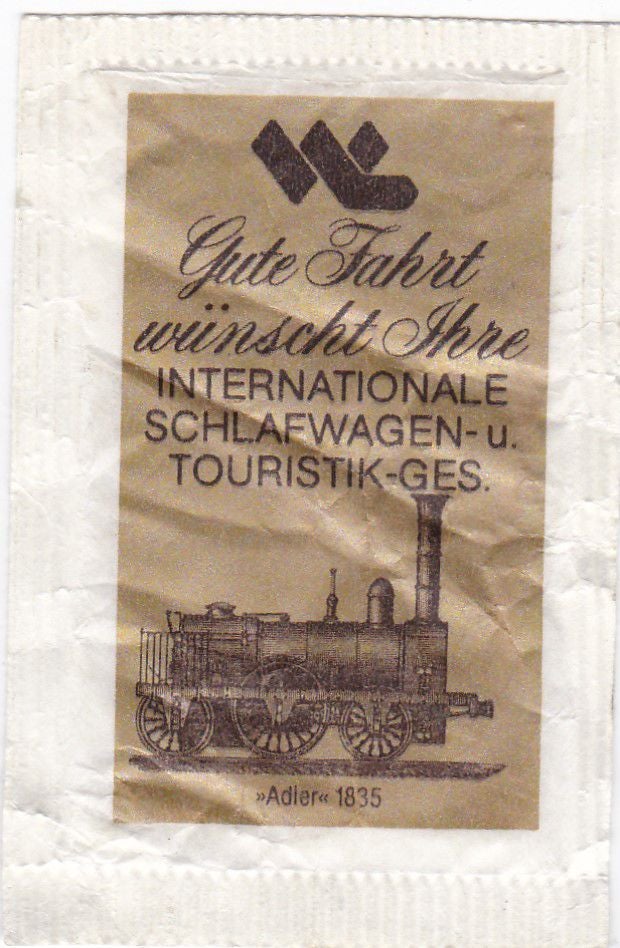 Gute Fahrt
wünscht Ihre
INTERNATIONALE
SCHLAFWAGEN- u.
TOURISTIK-GES.
»Adler« 1835